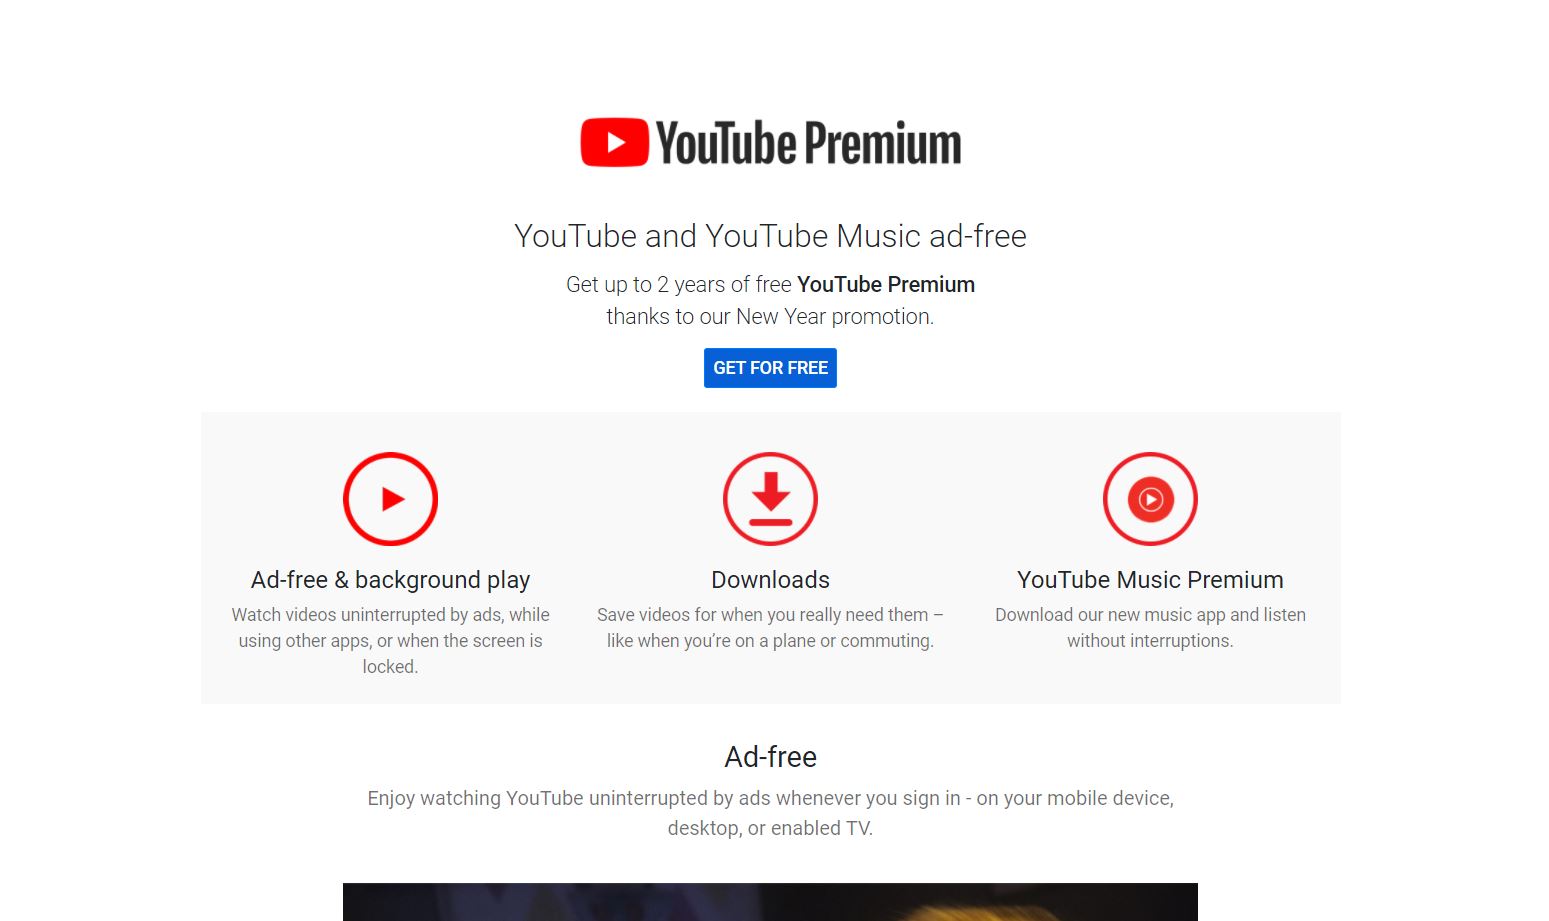 YouTube Premium
YouTube and YouTube Music ad-free
Get up to 2 years of free YouTube Premium
thanks to our New Year promotion.
GET FOR FREE
Ad-free & background play
Watch videos uninterrupted by ads, while
using other apps, or when the screen is
locked.
Downloads
Save videos for when you really need them –
like when you’re on a plane or commuting.
YouTube Music Premium
Download our new music app and listen
without interruptions.
Ad-free
Enjoy watching YouTube uninterrupted by ads whenever you sign in - on your mobile device,
desktop, or enabled TV.